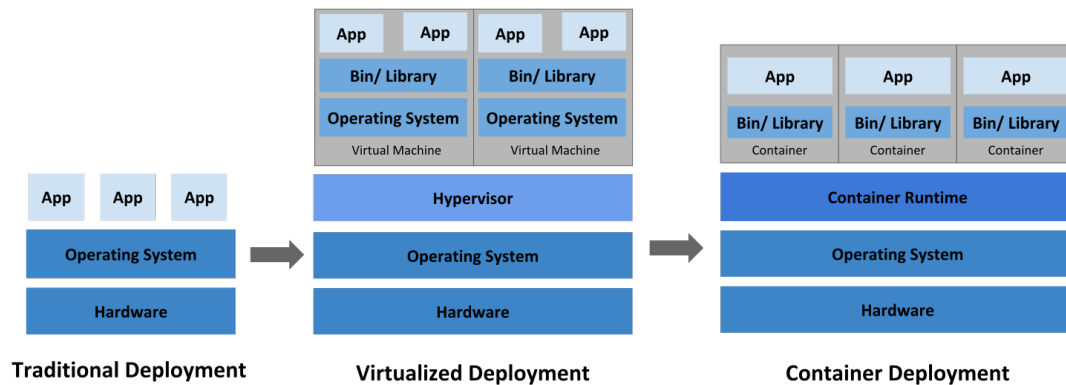 App
App
App
Operating System
Hardware
Traditional Deployment
App
App
Bin/ Library
Operating System
Virtual Machine
App
App
Bin/ Library
Operating System
Virtual Machine
Hypervisor
Operating System
Hardware
Virtualized Deployment
App
Bin/ Library
Container
App
Bin/ Library
Container
App
Bin/ Library
Container
Container Runtime
Operating System
Hardware
Container Deployment